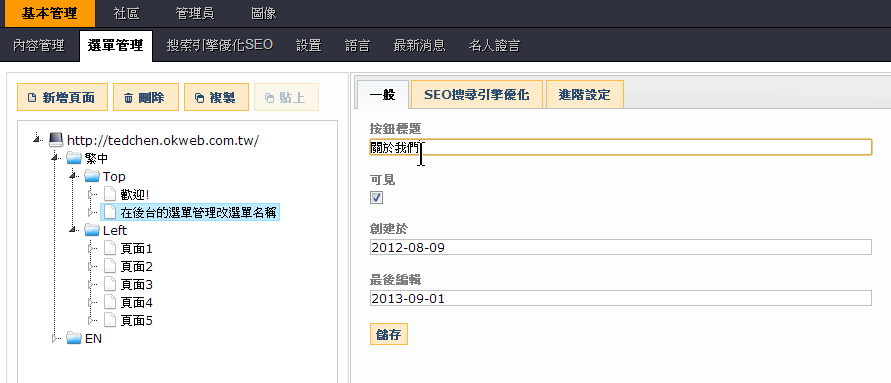 基本管理 社區 管理員 圖像
內容管理 選單管理 搜索引擎優化SEO 設置 語言 最新消息 名人證言
新增頁面 刪除 複製 貼上
一般 SEO搜尋引擎優化 進階設定
http://tedchen.okweb.com.tw/
繁中
Top
歡迎!
在後台的選單管理改選單名稱
Left
頁面1
頁面2
頁面3
頁面4
頁面5
EN
按鈕標題
關於我們
可見
創建於
2012-08-09
最後編輯
2013-09-01
儲存